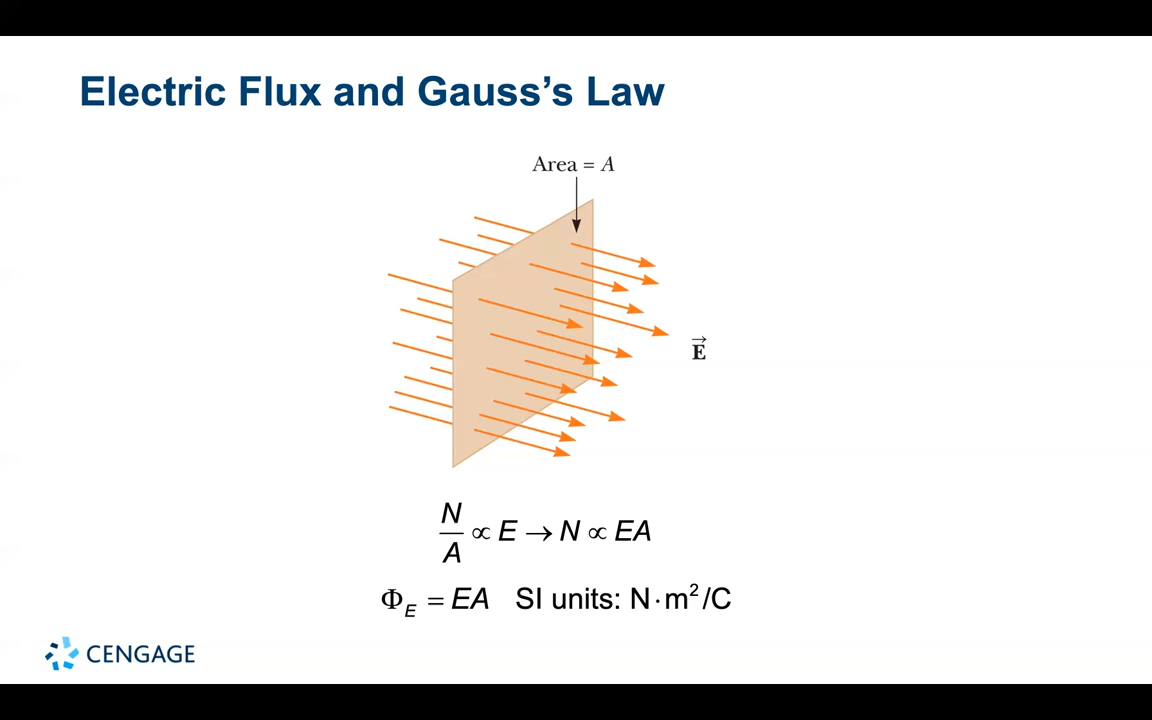 Electric Flux and Gauss’s Law
Area = A
E⃗
N/A ∝ E → N ∝ EA
Φ_E = EA SI units: N·m²/C
CENGAGE